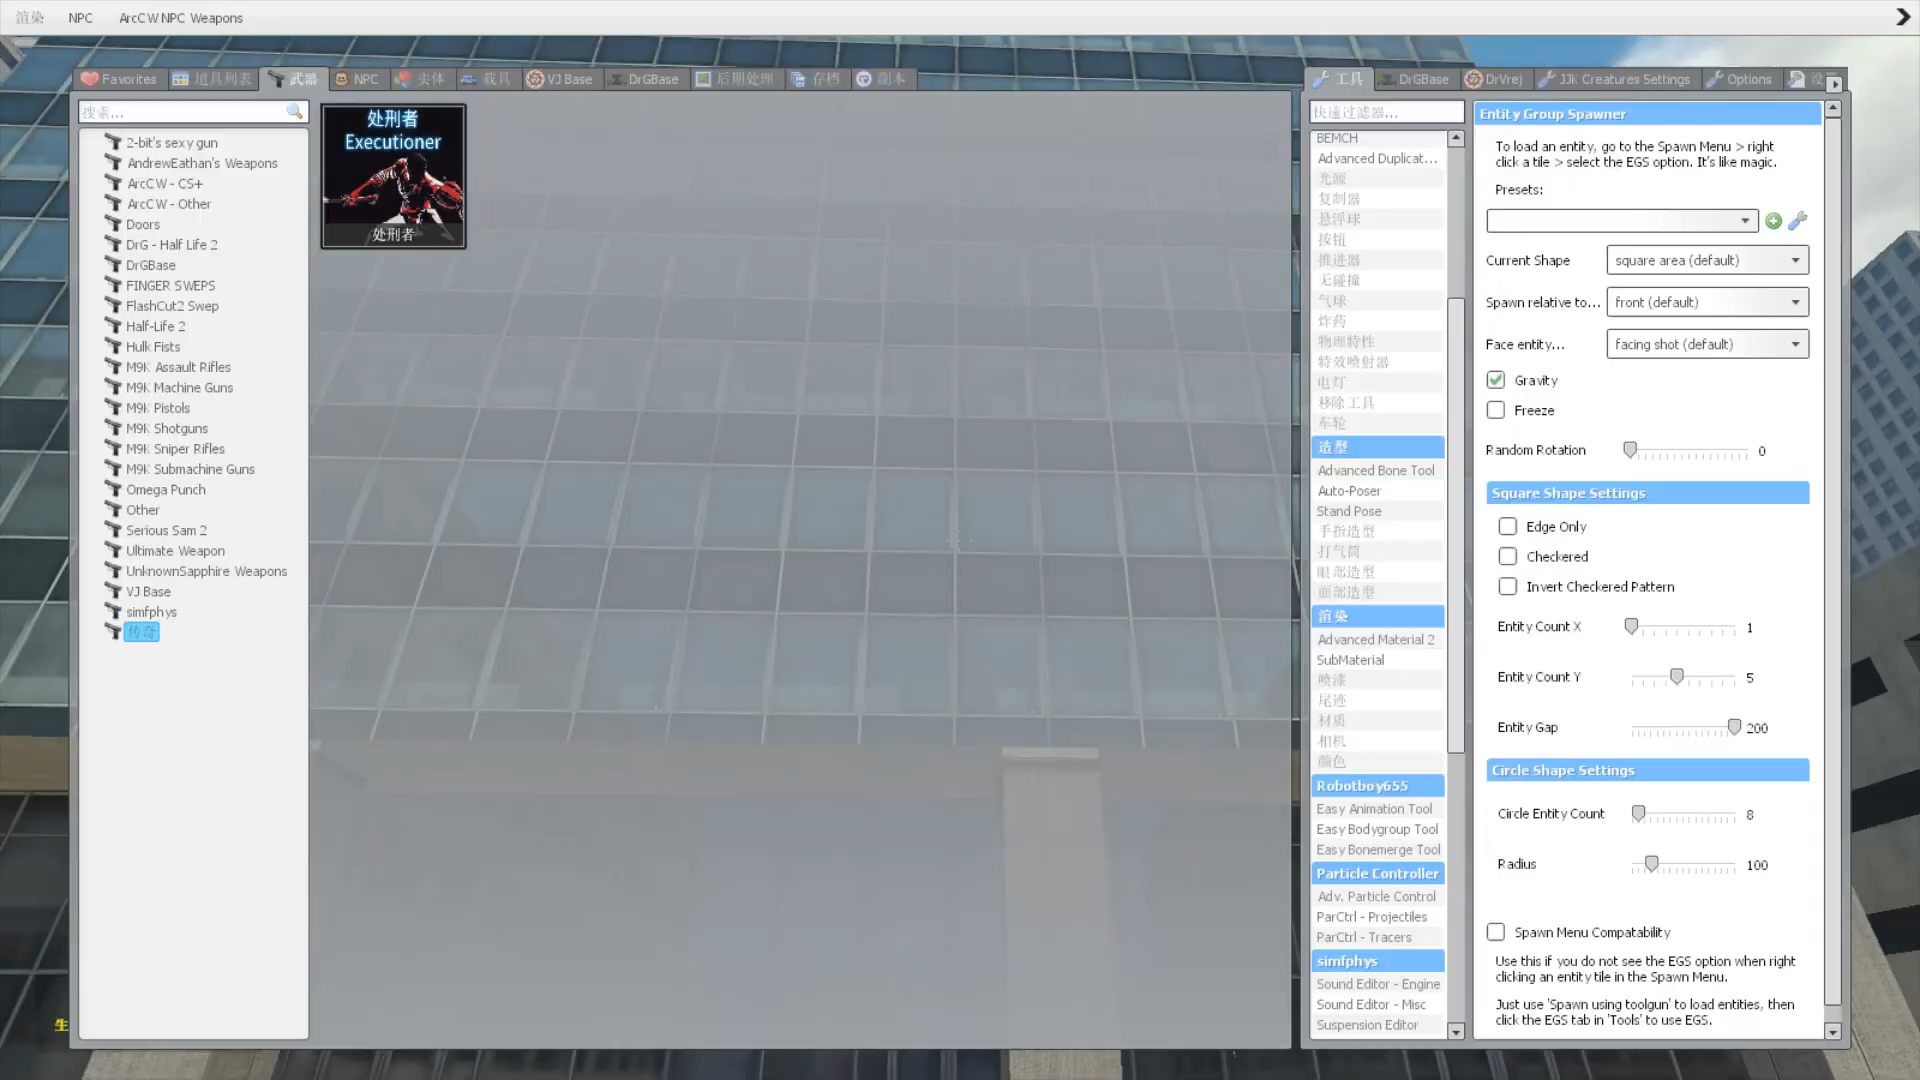 渲染 NPC ArcCW NPC Weapons
Favorites 道具列表 武器 NPC 实体 载具 VJ Base DrGBase 后期处理 存档 副本
搜索...
2-bit's sexy gun
AndrewEathan's Weapons
ArcCW - CS+
ArcCW - Other
Doors
DrG - Half Life 2
DrGBase
FINGER SWEPS
FlashCut2 Swep
Half-Life 2
Hulk Fists
M9K Assault Rifles
M9K Machine Guns
M9K Pistols
M9K Shotguns
M9K Sniper Rifles
M9K Submachine Guns
Omega Punch
Other
Serious Sam 2
Ultimate Weapon
UnknownSapphire Weapons
VJ Base
simfphys
传奇
处刑者
Executioner
处刑者
生
工具 DrGBase DrVrej JJK Creatures Settings Options
快速过滤器...
BEMCH
Advanced Duplicat...
光源
复制器
悬浮球
按钮
推进器
无碰撞
气球
炸药
物理特性
特效喷射器
电灯
移除工具
车轮
造型
Advanced Bone Tool
Auto-Poser
Stand Pose
手指造型
打气筒
眼部造型
面部造型
渲染
Advanced Material 2
SubMaterial
喷漆
尾迹
材质
相机
颜色
Robotboy655
Easy Animation Tool
Easy Bodygroup Tool
Easy Bonemerge Tool
Particle Controller
Adv. Particle Control
ParCtrl - Projectiles
ParCtrl - Tracers
simfphys
Sound Editor - Engine
Sound Editor - Misc
Suspension Editor
Entity Group Spawner
To load an entity, go to the Spawn Menu > right
click a tile > select the EGS option. It's like magic.
Presets:
Current Shape square area (default)
Spawn relative to... front (default)
Face entity... facing shot (default)
Gravity
Freeze
Random Rotation 0
Square Shape Settings
Edge Only
Checkered
Invert Checkered Pattern
Entity Count X 1
Entity Count Y 5
Entity Gap 200
Circle Shape Settings
Circle Entity Count 8
Radius 100
Spawn Menu Compatability
Use this if you do not see the EGS option when right
clicking an entity tile in the Spawn Menu.
Just use 'Spawn using toolgun' to load entities, then
click the EGS tab in 'Tools' to use EGS.